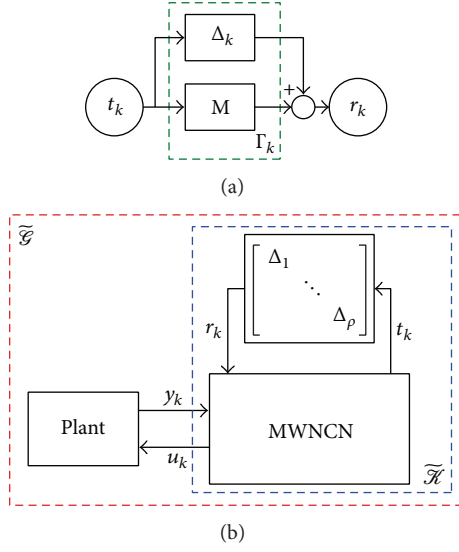 Δ_k
+
t_k
M
r_k
Γ_k
(a)
𝒢̃
Δ_1
⋱
Δ_ρ
r_k
t_k
y_k
Plant
MWNCN
u_k
𝒦̃
(b)